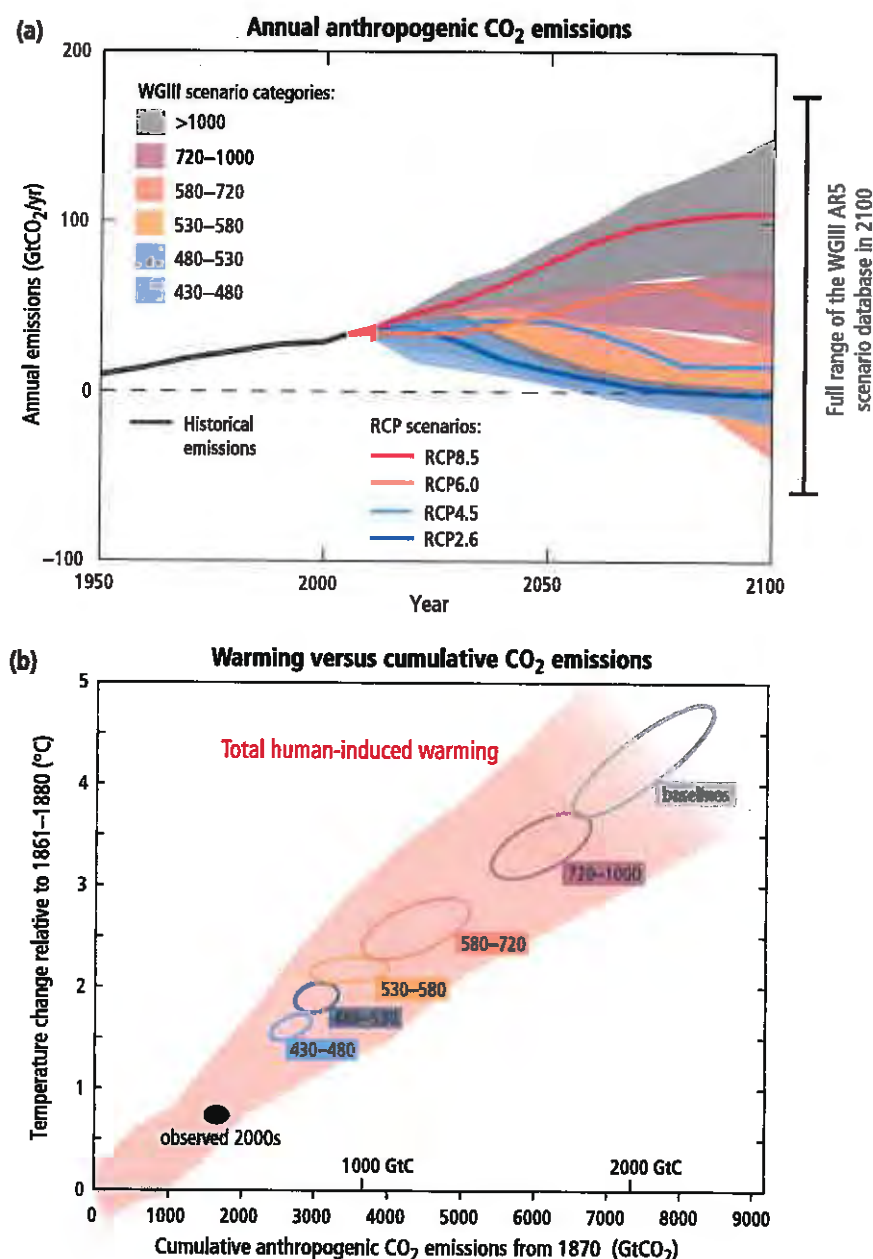 (a)
Annual anthropogenic CO₂ emissions
200
WGIII scenario categories:
>1000
720–1000
580–720
530–580
480–530
430–480
100
0
–100
Annual emissions (GtCO₂/yr)
Historical
emissions
RCP scenarios:
RCP8.5
RCP6.0
RCP4.5
RCP2.6
1950
2000
2050
2100
Year
Full range of the WGIII AR5
scenario database in 2100
(b)
Warming versus cumulative CO₂ emissions
5
4
3
2
1
0
Temperature change relative to 1861–1880 (°C)
Total human-induced warming
baselines
720–1000
580–720
530–580
480–530
430–480
observed 2000s
1000 GtC
2000 GtC
0
1000
2000
3000
4000
5000
6000
7000
8000
9000
Cumulative anthropogenic CO₂ emissions from 1870 (GtCO₂)